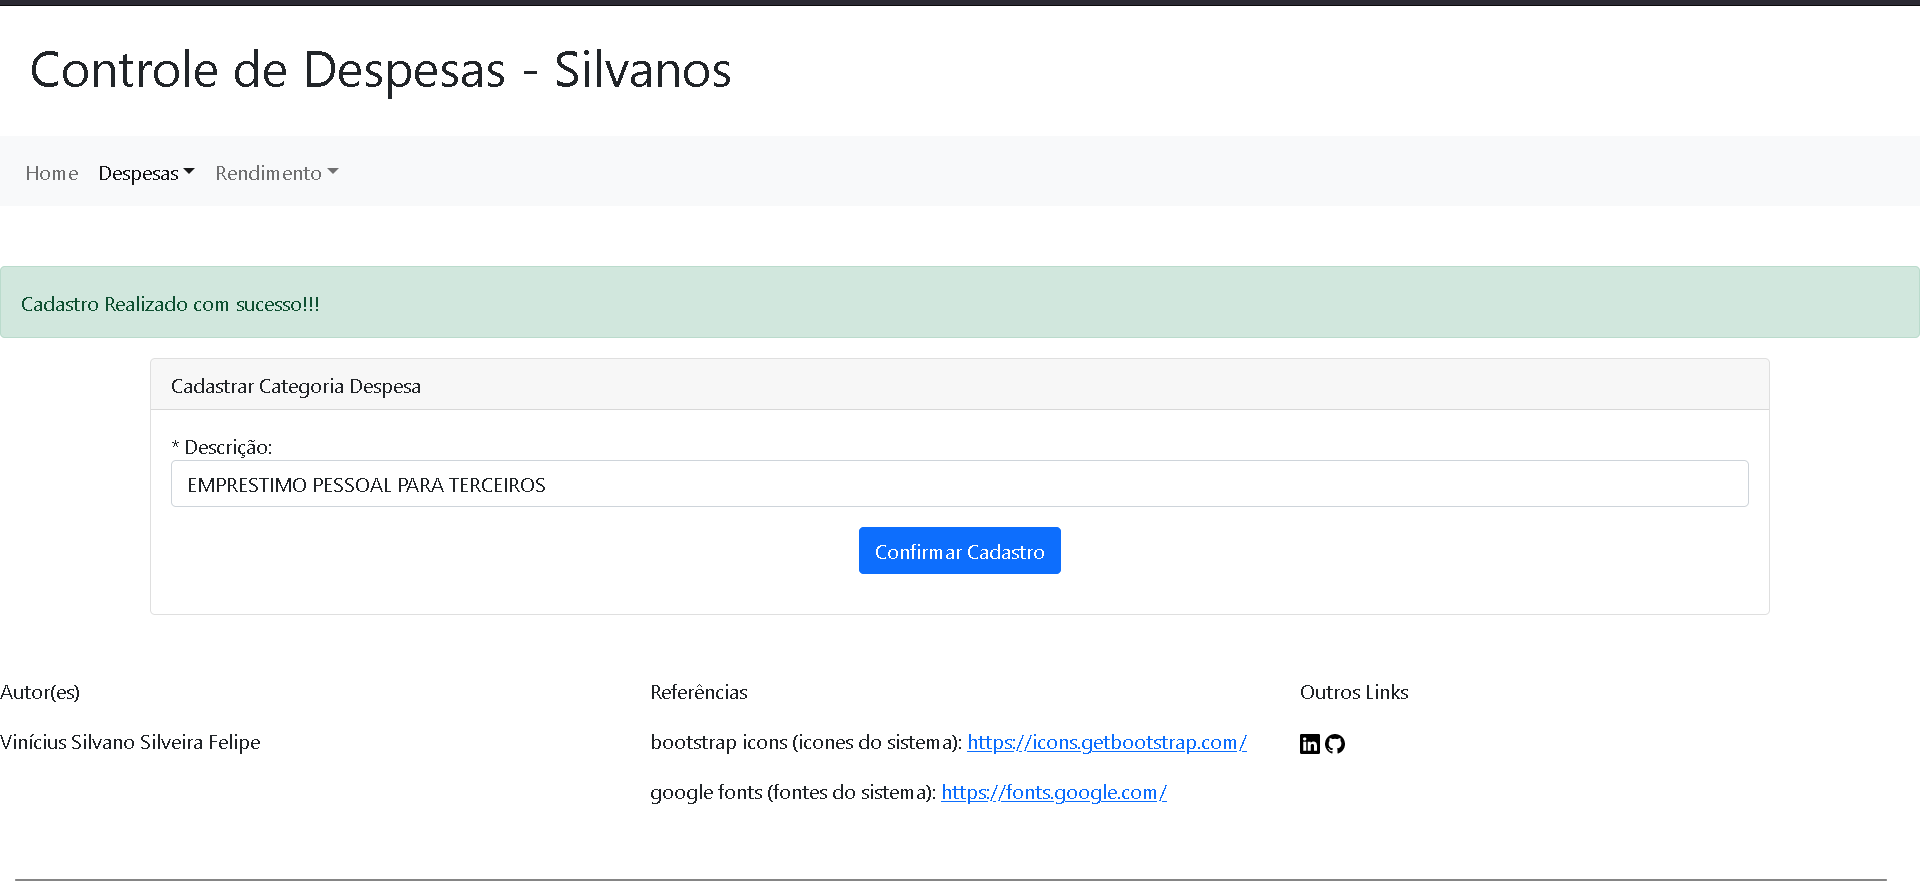 Controle de Despesas - Silvanos
Home Despesas Rendimento
Cadastro Realizado com sucesso!!!
Cadastrar Categoria Despesa
* Descrição:
EMPRESTIMO PESSOAL PARA TERCEIROS
Confirmar Cadastro
Autor(es)
Vinícius Silvano Silveira Felipe
Referências
bootstrap icons (icones do sistema): https://icons.getbootstrap.com/
google fonts (fontes do sistema): https://fonts.google.com/
Outros Links